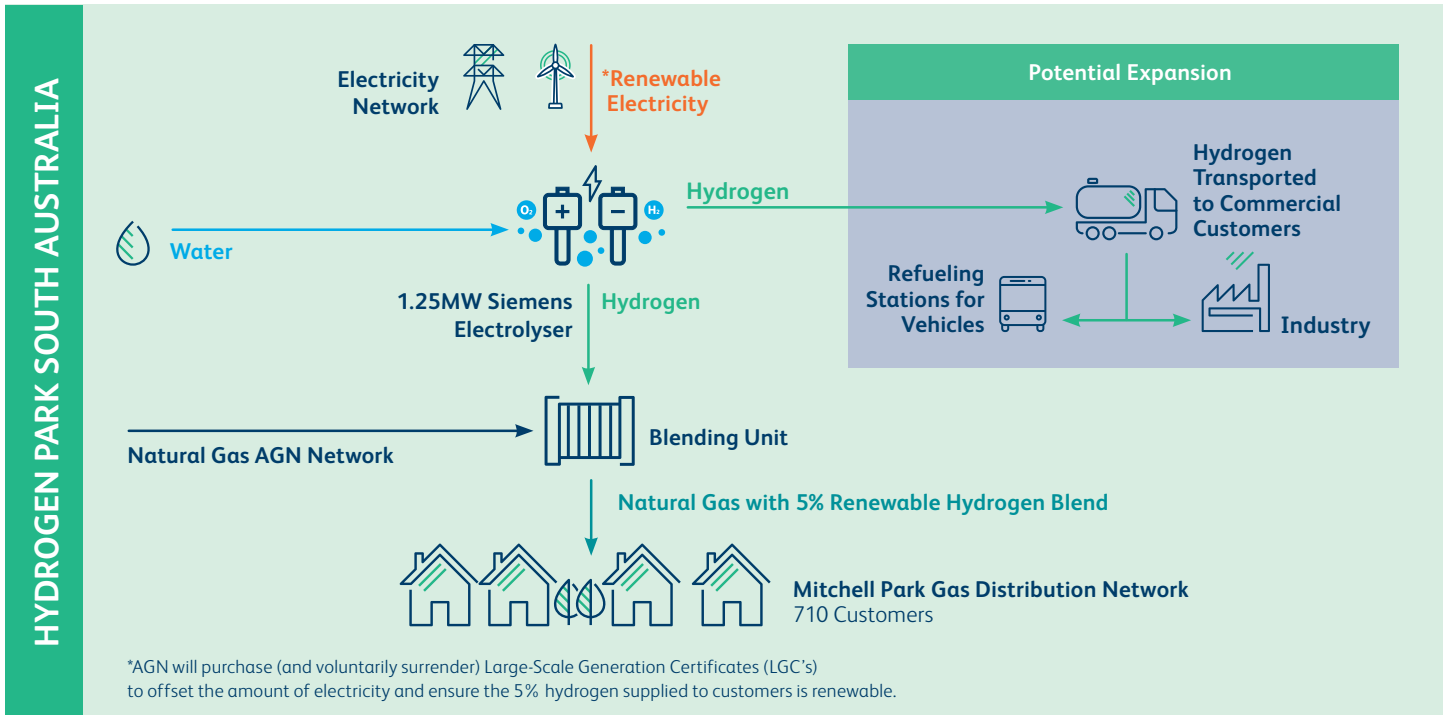 HYDROGEN PARK SOUTH AUSTRALIA
Electricity
Network
*Renewable
Electricity
Potential Expansion
Water
O₂
+
−
H₂
Hydrogen
Hydrogen
Transported
to Commercial
Customers
Refueling
Stations for
Vehicles
Industry
1.25MW Siemens
Electrolyser
Hydrogen
Natural Gas AGN Network
Blending Unit
Natural Gas with 5% Renewable Hydrogen Blend
Mitchell Park Gas Distribution Network
710 Customers
*AGN will purchase (and voluntarily surrender) Large-Scale Generation Certificates (LGC's)
to offset the amount of electricity and ensure the 5% hydrogen supplied to customers is renewable.